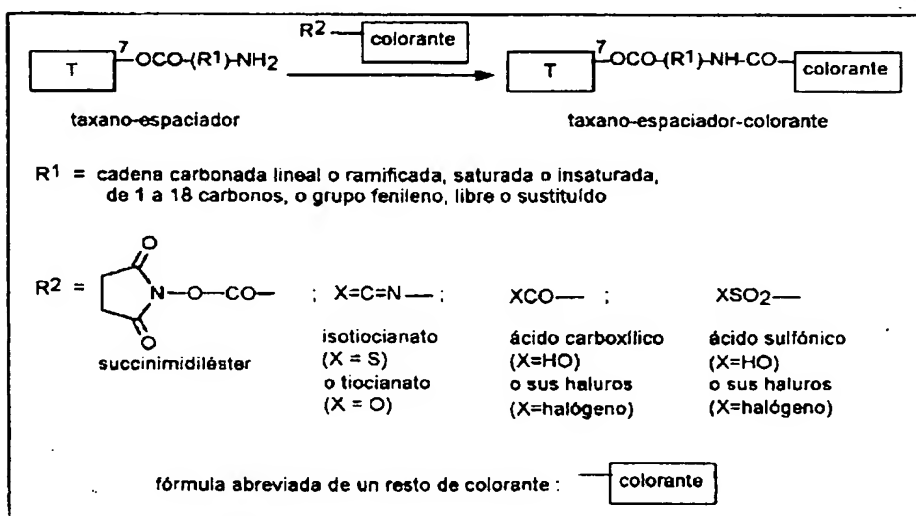 R2 — colorante
T 7 -OCO-(R1)-NH2 T 7 -OCO-(R1)-NH-CO- colorante
taxano-espaciador taxano-espaciador-colorante
R1 = cadena carbonada lineal o ramificada, saturada o insaturada,
de 1 a 18 carbonos, o grupo fenileno, libre o sustituído
O
R2 = N—O—CO— ; X=C=N— ; XCO— ; XSO2—
O
isotiocianato ácido carboxílico ácido sulfónico
succinimidiléster (X = S) (X=HO) (X=HO)
o tiocianato o sus haluros o sus haluros
(X = O) (X=halógeno) (X=halógeno)
fórmula abreviada de un resto de colorante : — colorante